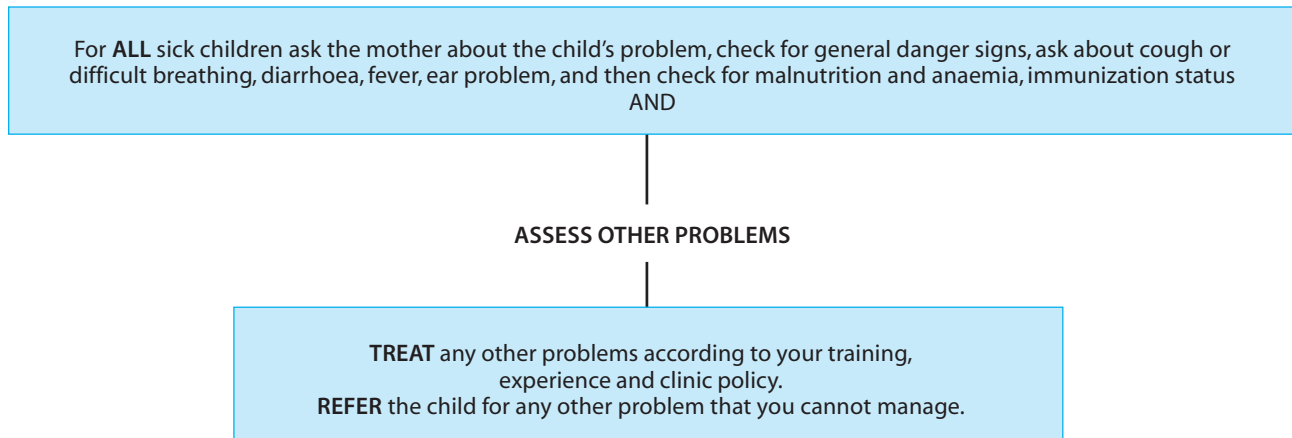 For ALL sick children ask the mother about the child’s problem, check for general danger signs, ask about cough or
difficult breathing, diarrhoea, fever, ear problem, and then check for malnutrition and anaemia, immunization status
AND
ASSESS OTHER PROBLEMS
TREAT any other problems according to your training,
experience and clinic policy.
REFER the child for any other problem that you cannot manage.